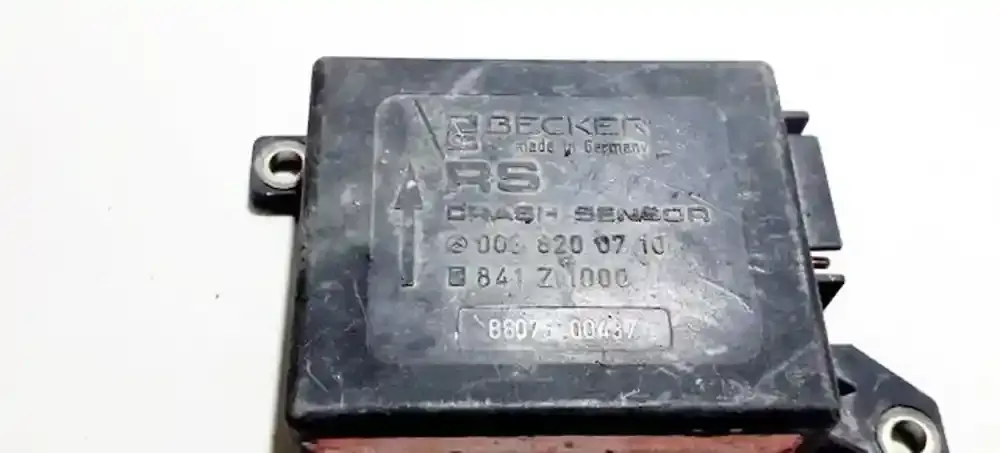 BECKER
made in Germany
RS
CRASH SENSOR
820 07 10
841 Z 1000